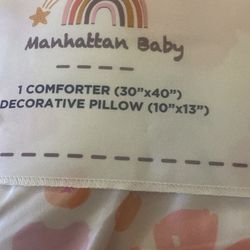 Manhattan Baby
1 COMFORTER (30”x40”)
DECORATIVE PILLOW (10”x13”)